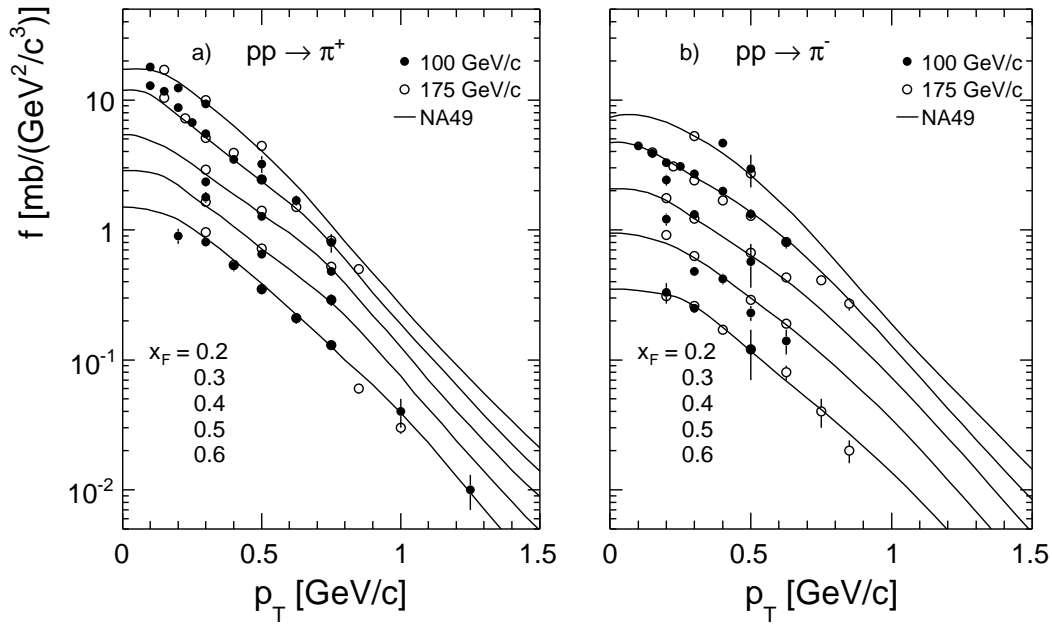 f [mb/(GeV²/c³)]
10
1
10⁻¹
10⁻²
a) pp → π⁺
100 GeV/c
175 GeV/c
NA49
x_F = 0.2
0.3
0.4
0.5
0.6
0 0.5 1 1.5
p_T [GeV/c]
b) pp → π⁻
100 GeV/c
175 GeV/c
NA49
x_F = 0.2
0.3
0.4
0.5
0.6
0 0.5 1 1.5
p_T [GeV/c]